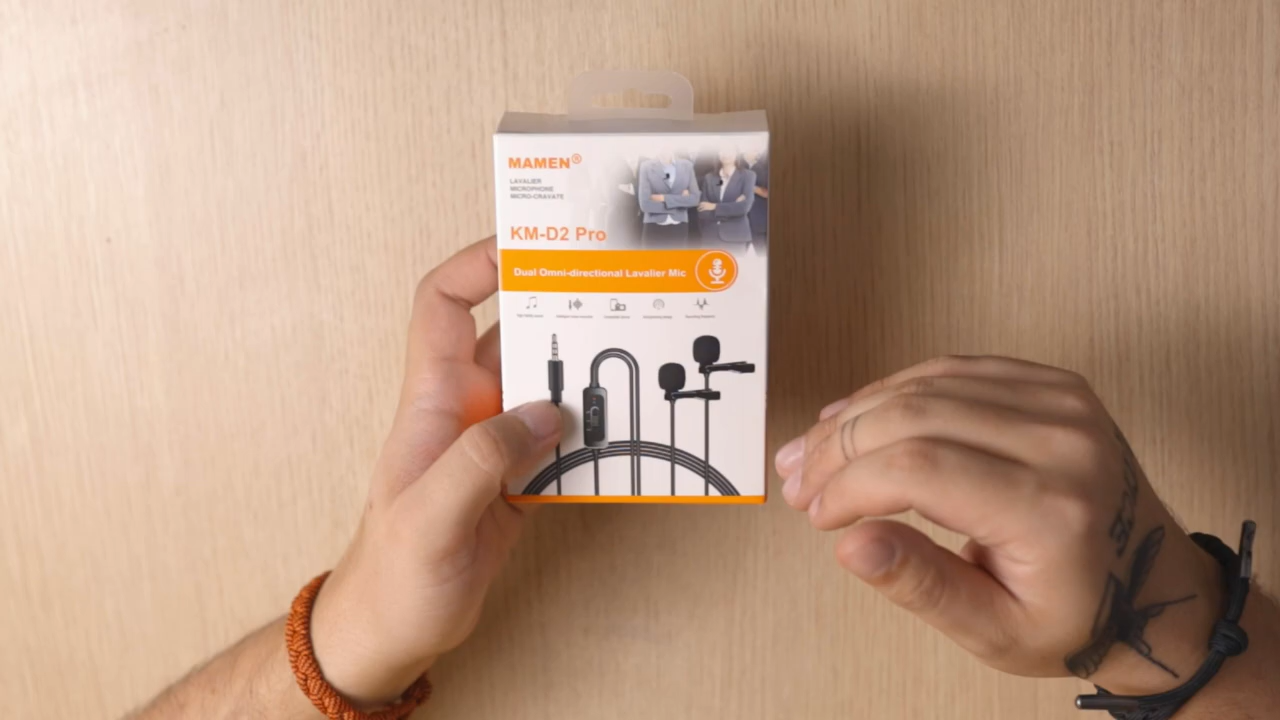 MAMEN®
LAVALIER
MICROPHONE
MICRO-CRAVATE
KM-D2 Pro
Dual Omni-directional Lavalier Mic